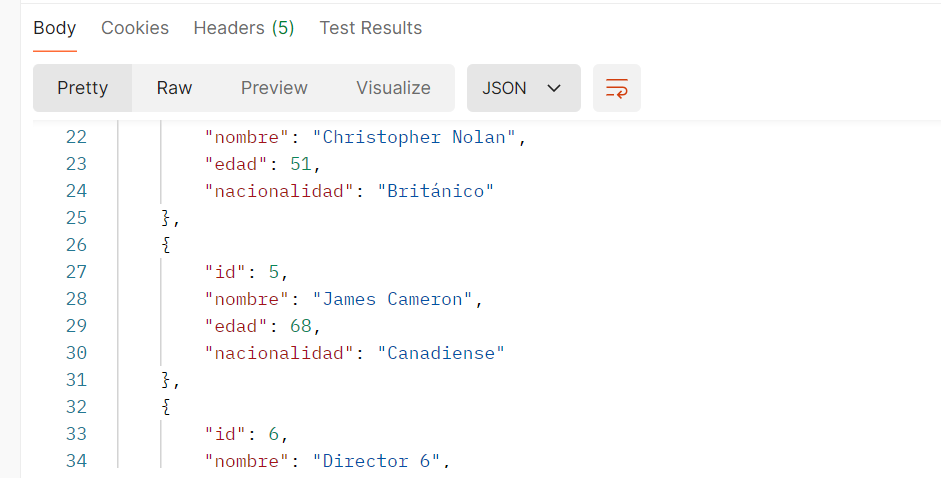 Body Cookies Headers (5) Test Results
Pretty Raw Preview Visualize JSON
22 "nombre": "Christopher Nolan",
23 "edad": 51,
24 "nacionalidad": "Británico"
25 },
26 {
27 "id": 5,
28 "nombre": "James Cameron",
29 "edad": 68,
30 "nacionalidad": "Canadiense"
31 },
32 {
33 "id": 6,
34 "nombre": "Director 6",